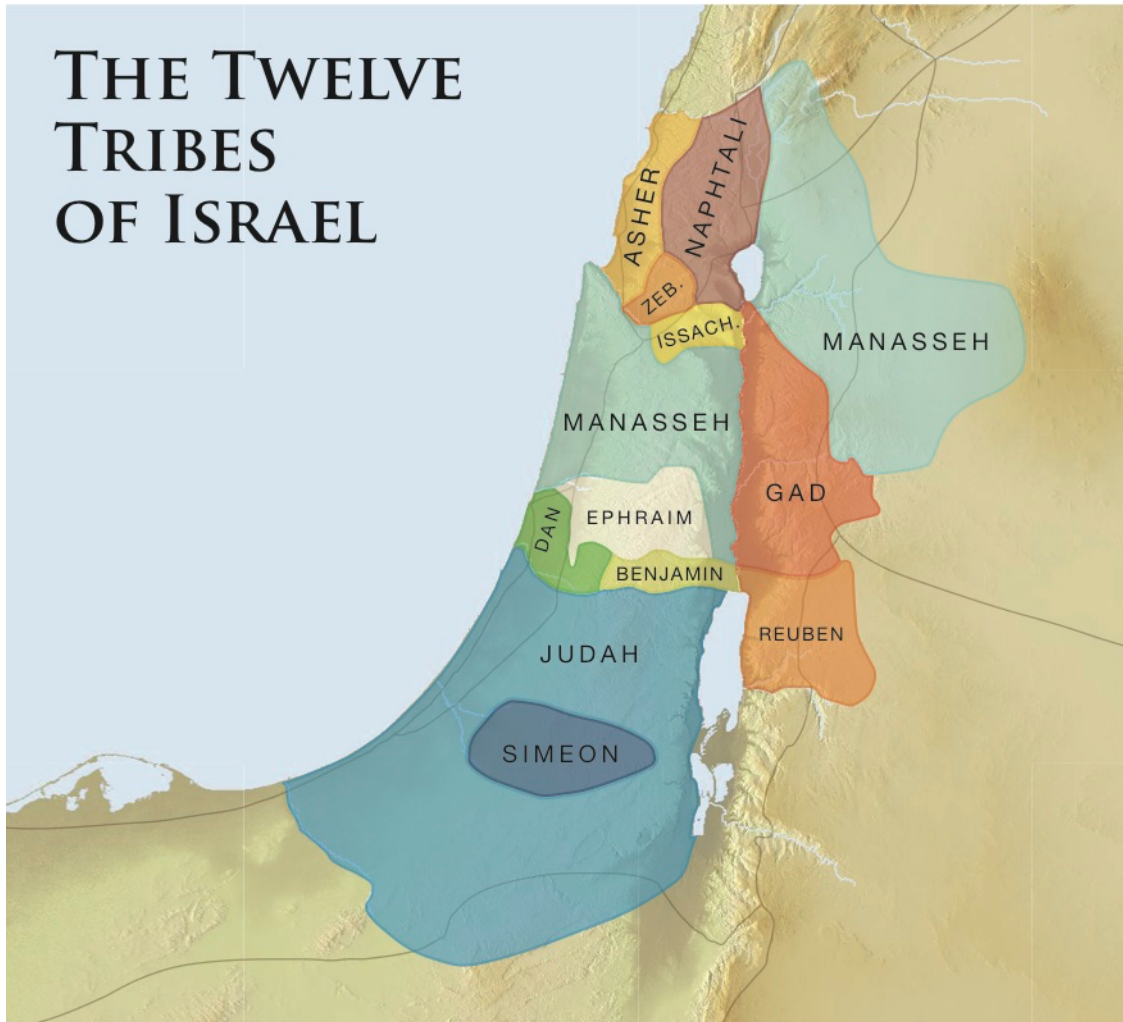 THE TWELVE
TRIBES
OF ISRAEL
ASHER
NAPHTALI
ZEB.
ISSACH.
MANASSEH
MANASSEH
GAD
DAN
EPHRAIM
BENJAMIN
REUBEN
JUDAH
SIMEON